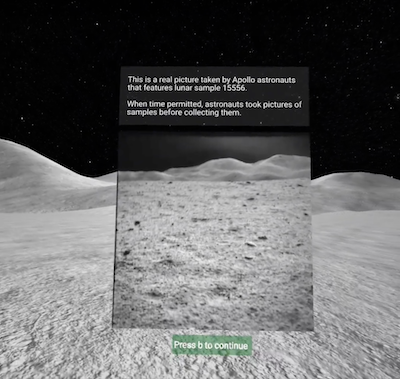 This is a real picture taken by Apollo astronauts
that features lunar sample 15556.
When time permitted, astronauts took pictures of
samples before collecting them.
Press b to continue